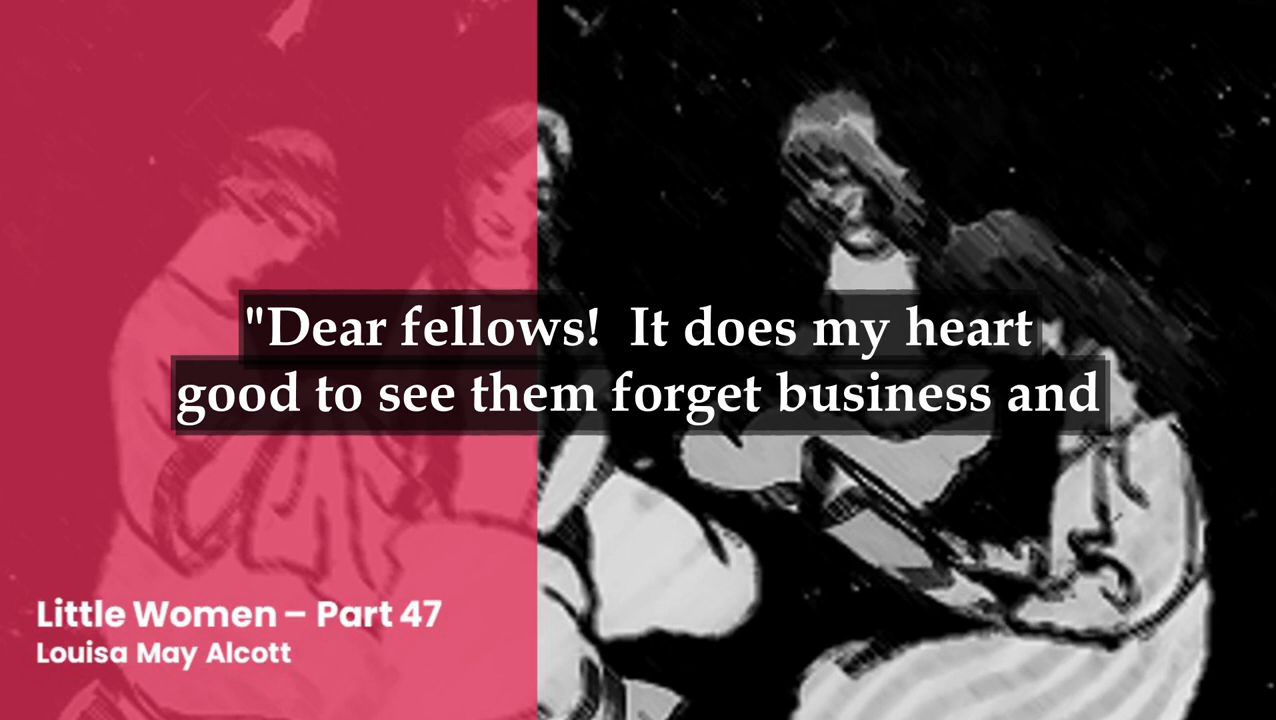 "Dear fellows!  It does my heart
good to see them forget business and
Little Women – Part 47
Louisa May Alcott